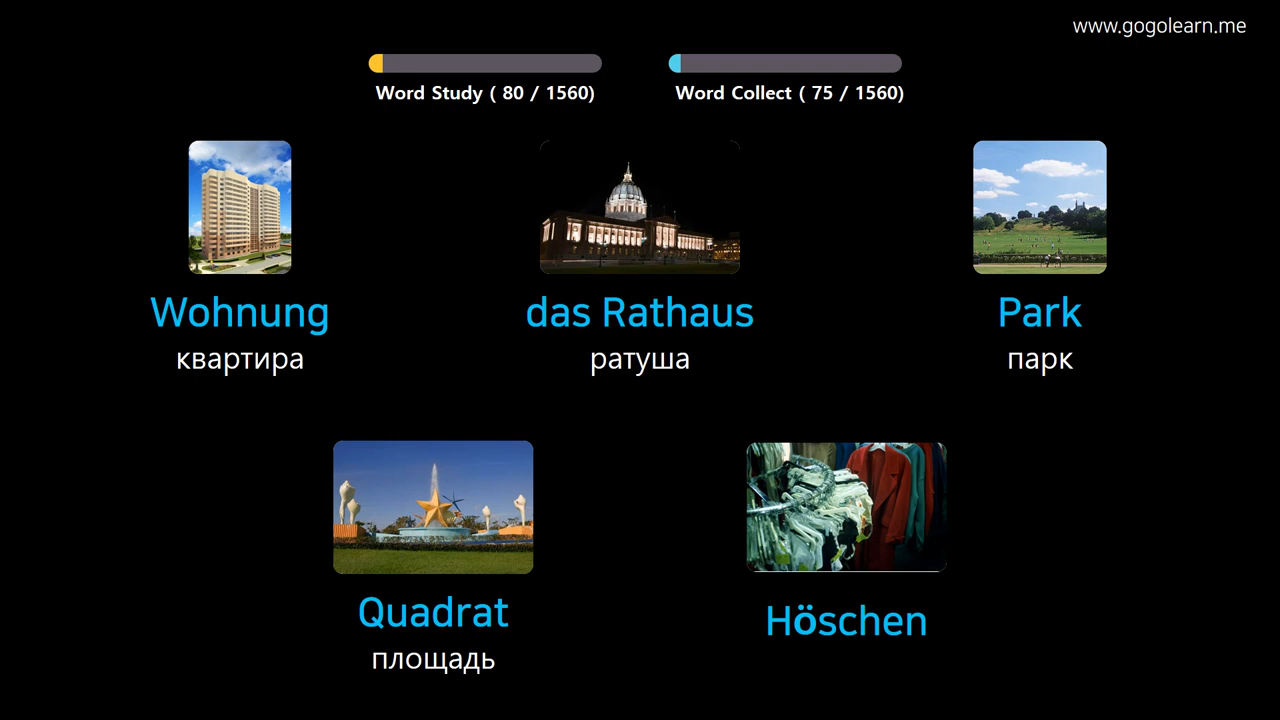 www.gogolearn.me
Word Study ( 80 / 1560)
Word Collect ( 75 / 1560)
Wohnung
квартира
das Rathaus
ратуша
Park
парк
Quadrat
площадь
Höschen